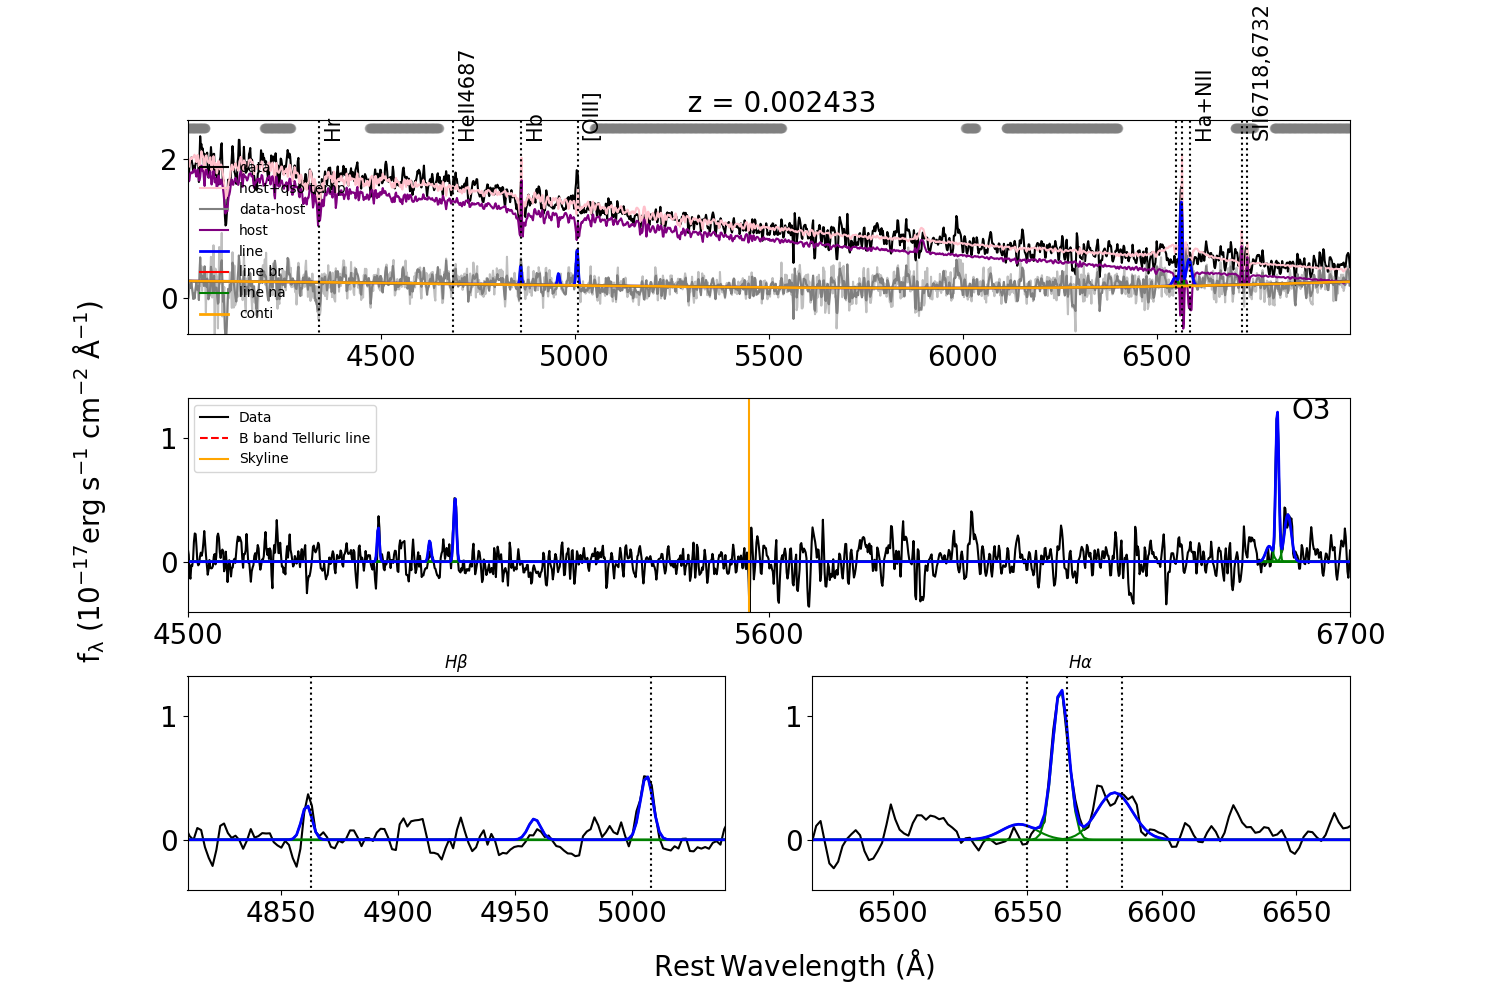 z = 0.002433
Hr
HeII4687
Hb
[OIII]
Ha+NII
SII6718,6732
2
0
data
host+qso temp
data-host
host
line
line br
line na
conti
4500 5000 5500 6000 6500
f_λ (10^{-17}erg s^{-1} cm^{-2} Å^{-1})
1
0
Data
B band Telluric line
Skyline
O3
4500 5600 6700
Hβ
1
0
4850 4900 4950 5000
Hα
1
0
6500 6550 6600 6650
Rest Wavelength (Å)